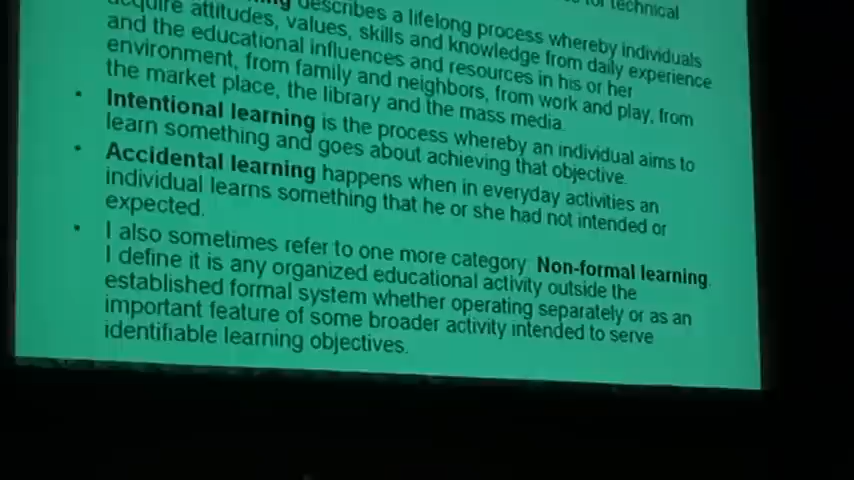 technical
describes a lifelong process whereby individuals
acquire attitudes, values, skills and knowledge from daily experience
and the educational influences and resources in his or her
environment, from family and neighbors, from work and play, from
the market place, the library and the mass media.
• Intentional learning is the process whereby an individual aims to
learn something and goes about achieving that objective.
• Accidental learning happens when in everyday activities an
individual learns something that he or she had not intended or
expected.
• I also sometimes refer to one more category: Non-formal learning.
I define it is any organized educational activity outside the
established formal system whether operating separately or as an
important feature of some broader activity intended to serve
identifiable learning objectives.